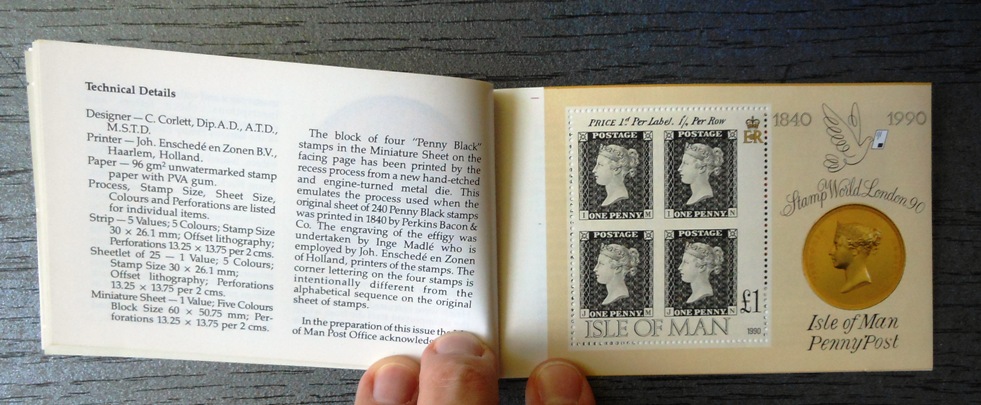 Technical Details
Designer — C. Corlett, Dip.A.D., A.T.D.,
M.S.T.D.
Printer — Joh. Enschedé en Zonen B.V.,
Haarlem, Holland.
Paper — 96 gm² unwatermarked stamp
paper with PVA gum.
Process, Stamp Size, Sheet Size,
Colours and Perforations are listed
for individual items.
Strip — 5 Values; 5 Colours; Stamp Size
30 × 26.1 mm; Offset lithography;
Perforations 13.25 × 13.75 per 2 cms.
Sheetlet of 25 — 1 Value; 5 Colours;
Stamp Size 30 × 26.1 mm;
Offset lithography; Perforations
13.25 × 13.75 per 2 cms.
Miniature Sheet — 1 Value; Five Colours
Block Size 60 × 50.75 mm; Per-
forations 13.25 × 13.75 per 2 cms.
The block of four "Penny Black"
stamps in the Miniature Sheet on the
facing page has been printed by the
recess process from a new hand-etched
and engine-turned metal die. This
emulates the process used when the
original sheet of 240 Penny Black stamps
was printed in 1840 by Perkins Bacon &
Co. The engraving of the effigy was
undertaken by Inge Madlé who is
employed by Joh. Enschedé en Zonen
of Holland, printers of the stamps. The
corner lettering on the four stamps is
intentionally different from the
alphabetical sequence on the original
sheet of stamps.
In the preparation of this issue the
of Man Post Office acknowledg
PRICE 1d Per Label. 1/- Per Row
POSTAGE
I ONE PENNY M
POSTAGE
I ONE PENNY N
POSTAGE
J ONE PENNY M
POSTAGE
J ONE PENNY N
£1
ISLE OF MAN
1990
E R
1840 1990
Stamp World London 90
Isle of Man
Penny Post